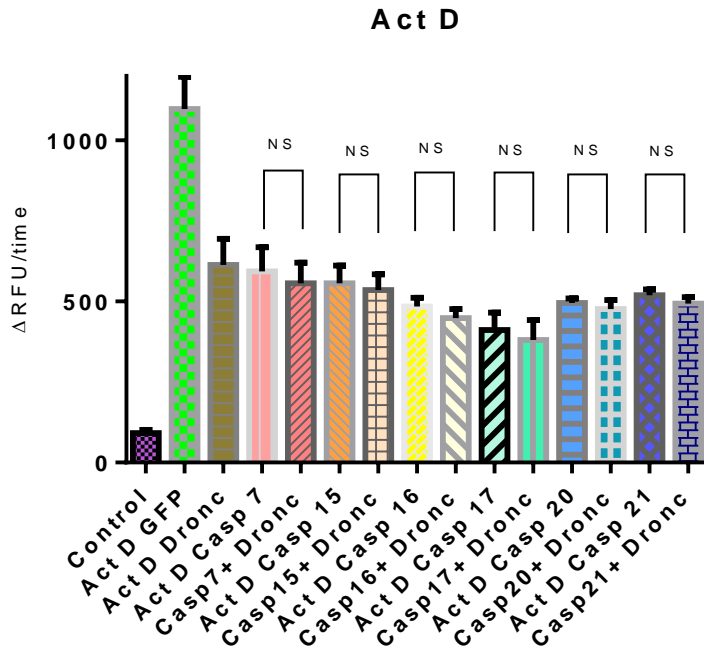 Act D
1000
500
0
ΔRFU/time
NS
NS
NS
NS
NS
NS
Control
Act D GFP
Act D Dronc
Act D Casp 7
Casp7+ Dronc
Act D Casp 15
Casp15+ Dronc
Act D Casp 16
Casp16+ Dronc
Act D Casp 17
Casp17+ Dronc
Act D Casp 20
Casp20+ Dronc
Act D Casp 21
Casp21+ Dronc